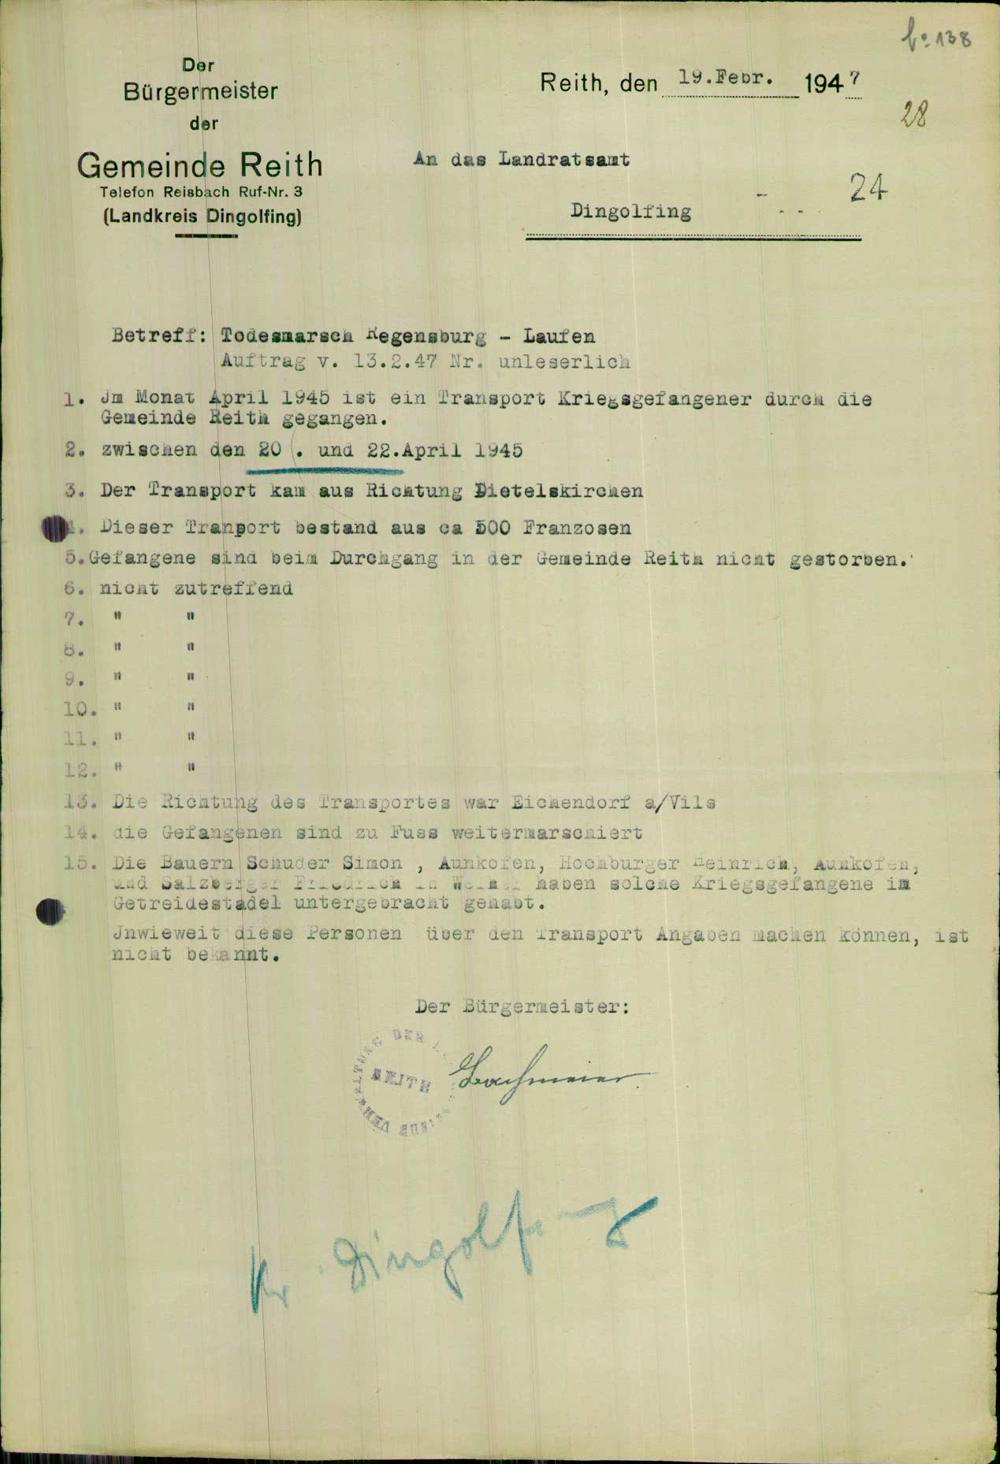 Der
Bürgermeister
der
Gemeinde Reith
Telefon Reisbach Ruf-Nr. 3
(Landkreis Dingolfing)
138
Reith, den 19.Febr. 1947
28
An das Landratsamt
24
Dingolfing
Betreff: Todesmarsch Regensburg - Laufen
Auftrag v. 13.2.47 Nr. unleserlich
1. Jm Monat April 1945 ist ein Transport Kriegsgefangener durch die
Gemeinde Reith gegangen.
2. zwischen den 20 . und 22.April 1945
3. Der Transport kam aus Richtung Dietelskirchen
4. Dieser Tranport bestand aus ca 500 Franzosen
5.Gefangene sind beim Durchgang in der Gemeinde Reith nicht gestorben.
6. nicht zutreffend
7. " "
8. " "
9. " "
10. " "
11. " "
12. " "
13. Die Richtung des Transportes war Eichendorf a/Vils
14. die Gefangenen sind zu Fuss weitermarschiert
15. Die Bauern Schuder Simon , Aunkofen, Hochburger Heinrich, Aunkofen,
und Salzberger Friedrich in haben solche Kriegsgefangene im
Getreidestadel untergebracht gehabt.
Jnwieweit diese Personen über den Transport Angaben machen können, ist
nicht bekannt.
Der Bürgermeister:
REITH
Kr. Dingolfing